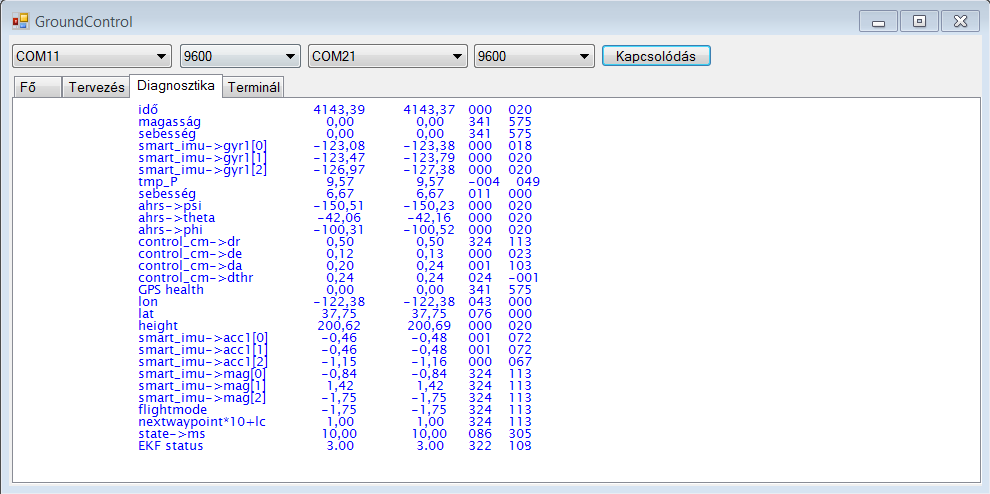 GroundControl
COM11 9600 COM21 9600 Kapcsolódás
Fő Tervezés Diagnosztika Terminál
idő 4143,39 4143,37 000 020
magasság 0,00 0,00 341 575
sebesség 0,00 0,00 341 575
smart_imu->gyr1[0] -123,08 -123,38 000 018
smart_imu->gyr1[1] -123,47 -123,79 000 020
smart_imu->gyr1[2] -126,97 -127,38 000 020
tmp_P 9,57 9,57 -004 049
sebesség 6,67 6,67 011 000
ahrs->psi -150,51 -150,23 000 020
ahrs->theta -42,06 -42,16 000 020
ahrs->phi -100,31 -100,52 000 020
control_cm->dr 0,50 0,50 324 113
control_cm->de 0,12 0,13 000 023
control_cm->da 0,20 0,24 001 103
control_cm->dthr 0,24 0,24 024 -001
GPS health 0,00 0,00 341 575
lon -122,38 -122,38 043 000
lat 37,75 37,75 076 000
height 200,62 200,69 000 020
smart_imu->acc1[0] -0,46 -0,48 001 072
smart_imu->acc1[1] -0,46 -0,48 001 072
smart_imu->acc1[2] -1,15 -1,16 000 067
smart_imu->mag[0] -0,84 -0,84 324 113
smart_imu->mag[1] 1,42 1,42 324 113
smart_imu->mag[2] -1,75 -1,75 324 113
flightmode -1,75 -1,75 324 113
nextwaypoint*10+lc 1,00 1,00 324 113
state->ms 10,00 10,00 086 305
EKF status 3.00 3.00 322 109